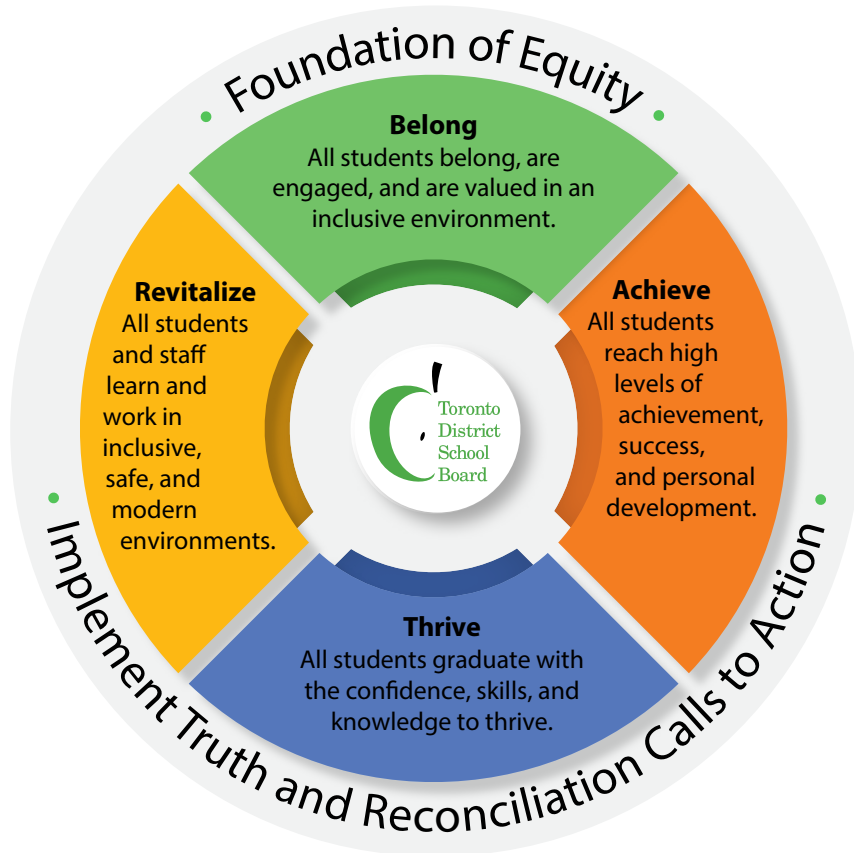 Foundation of Equity
Belong
All students belong, are
engaged, and are valued in an
inclusive environment.
Revitalize
All students
and staff
learn and
work in
inclusive,
safe, and
modern
environments.
Achieve
All students
reach high
levels of
achievement,
success,
and personal
development.
Toronto
District
School
Board
Thrive
All students graduate with
the confidence, skills, and
knowledge to thrive.
Implement Truth and Reconciliation Calls to Action